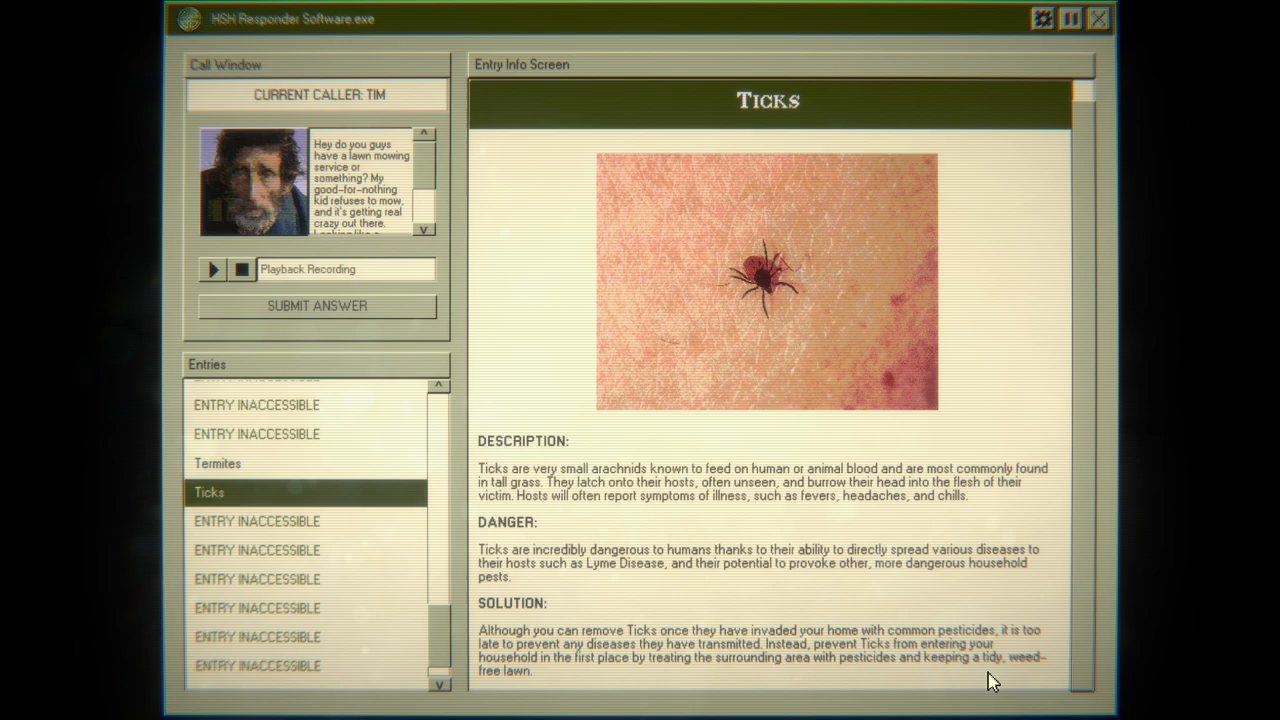 HSH Responder Software.exe
Call Window
CURRENT CALLER: TIM
Hey do you guys
have a lawn mowing
service or
something? My
good-for-nothing
kid refuses to mow,
and it's getting real
crazy out there.
Looking like a
Playback Recording
SUBMIT ANSWER
Entries
ENTRY INACCESSIBLE
ENTRY INACCESSIBLE
ENTRY INACCESSIBLE
Termites
Ticks
ENTRY INACCESSIBLE
ENTRY INACCESSIBLE
ENTRY INACCESSIBLE
ENTRY INACCESSIBLE
ENTRY INACCESSIBLE
ENTRY INACCESSIBLE
Entry Info Screen
Ticks
DESCRIPTION:
Ticks are very small arachnids known to feed on human or animal blood and are most commonly found
in tall grass. They latch onto their hosts, often unseen, and burrow their head into the flesh of their
victim. Hosts will often report symptoms of illness, such as fevers, headaches, and chills.
DANGER:
Ticks are incredibly dangerous to humans thanks to their ability to directly spread various diseases to
their hosts such as Lyme Disease, and their potential to provoke other, more dangerous household
pests.
SOLUTION:
Although you can remove Ticks once they have invaded your home with common pesticides, it is too
late to prevent any diseases they have transmitted. Instead, prevent Ticks from entering your
household in the first place by treating the surrounding area with pesticides and keeping a tidy, weed-
free lawn.